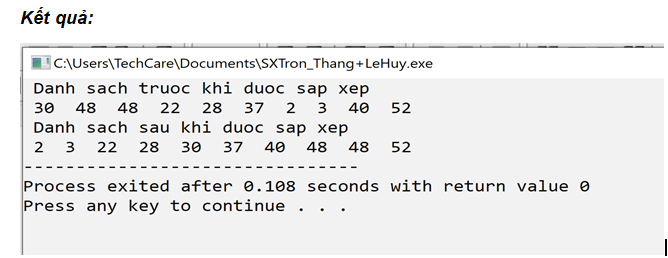 Kết quả:
C:\Users\TechCare\Documents\SXTron_Thang+LeHuy.exe
Danh sach truoc khi duoc sap xep
30 48 48 22 28 37 2 3 40 52
Danh sach sau khi duoc sap xep
2 3 22 28 30 37 40 48 48 52
--------------------------------
Process exited after 0.108 seconds with return value 0
Press any key to continue . . .